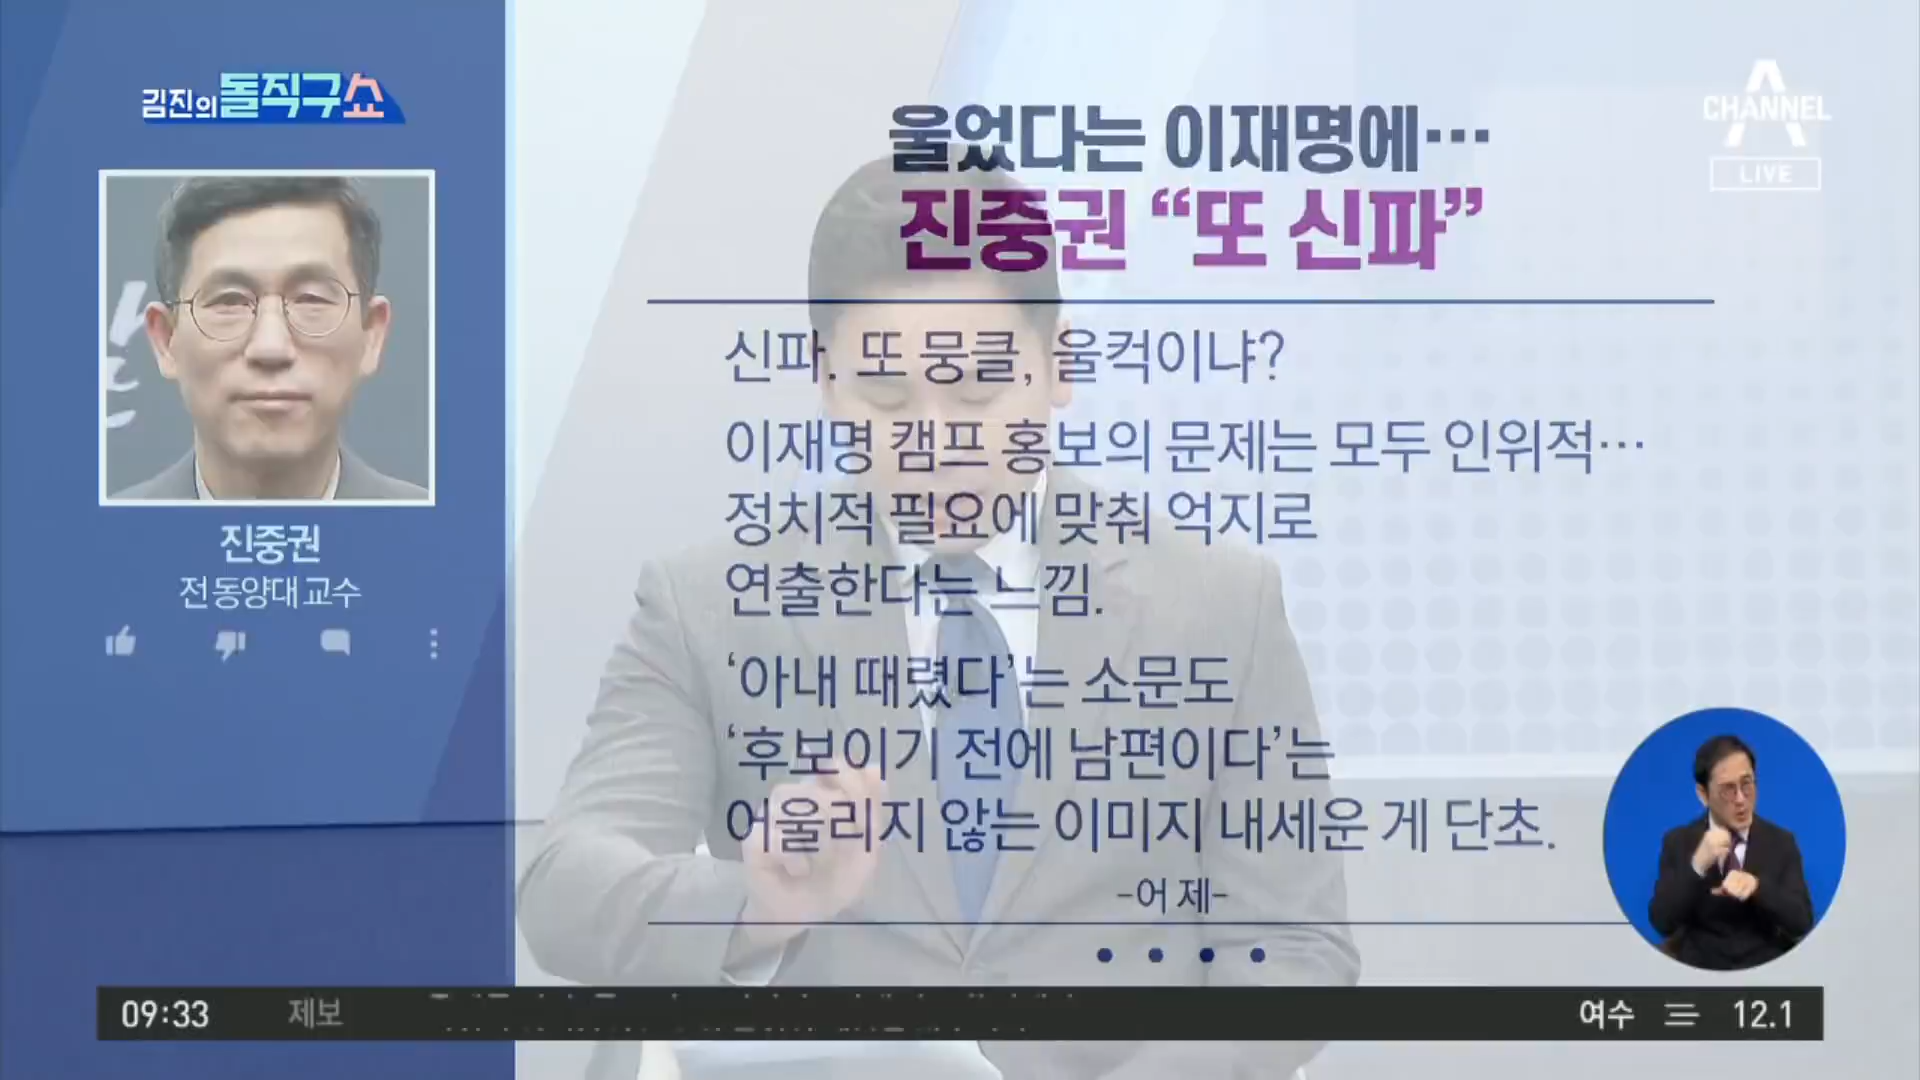 김진의 돌직구쇼
CHANNEL A
LIVE
울었다는 이재명에…
진중권 “또 신파”
진중권
전 동양대 교수
신파. 또 뭉클, 울컥이냐?
이재명 캠프 홍보의 문제는 모두 인위적…
정치적 필요에 맞춰 억지로
연출한다는 느낌.
‘아내 때렸다’는 소문도
‘후보이기 전에 남편이다’는
어울리지 않는 이미지 내세운 게 단초.
-어제-
09:33 제보
여수 12.1